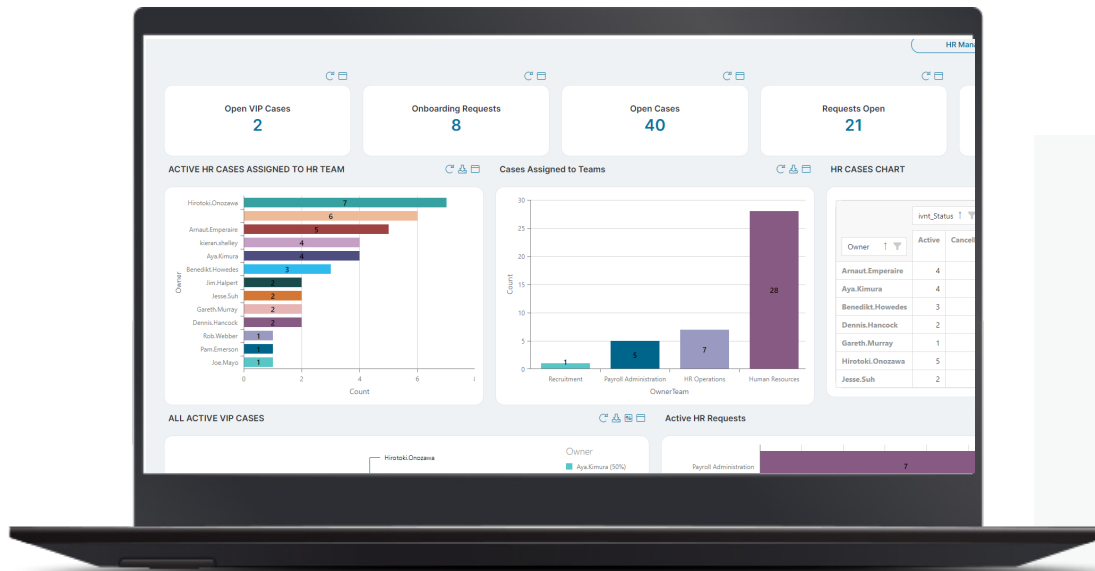 HR Man
Open VIP Cases
2
Onboarding Requests
8
Open Cases
40
Requests Open
21
ACTIVE HR CASES ASSIGNED TO HR TEAM
Hirotoki.Onozawa
7
6
Arnaut.Emperaire
5
kieran.shelley
4
Aya.Kimura
4
Benedikt.Howedes
3
Jim.Halpert
2
Jesse.Suh
2
Gareth.Murray
2
Dennis.Hancock
2
Rob.Webber
1
Pam.Emerson
1
Joe.Mayo
1
Owner
0 2 4 6
Count
Cases Assigned to Teams
30
25
20
15
10
5
0
Count
1
5
7
28
Recruitment Payroll Administration HR Operations Human Resources
OwnerTeam
HR CASES CHART
ivnt_Status
Owner Active Cancell
Arnaut.Emperaire 4
Aya.Kimura 4
Benedikt.Howedes 3
Dennis.Hancock 2
Gareth.Murray 1
Hirotoki.Onozawa 5
Jesse.Suh 2
ALL ACTIVE VIP CASES
Hirotoki.Onozawa
Owner
Aya.Kimura (50%)
Active HR Requests
Payroll Administration
7